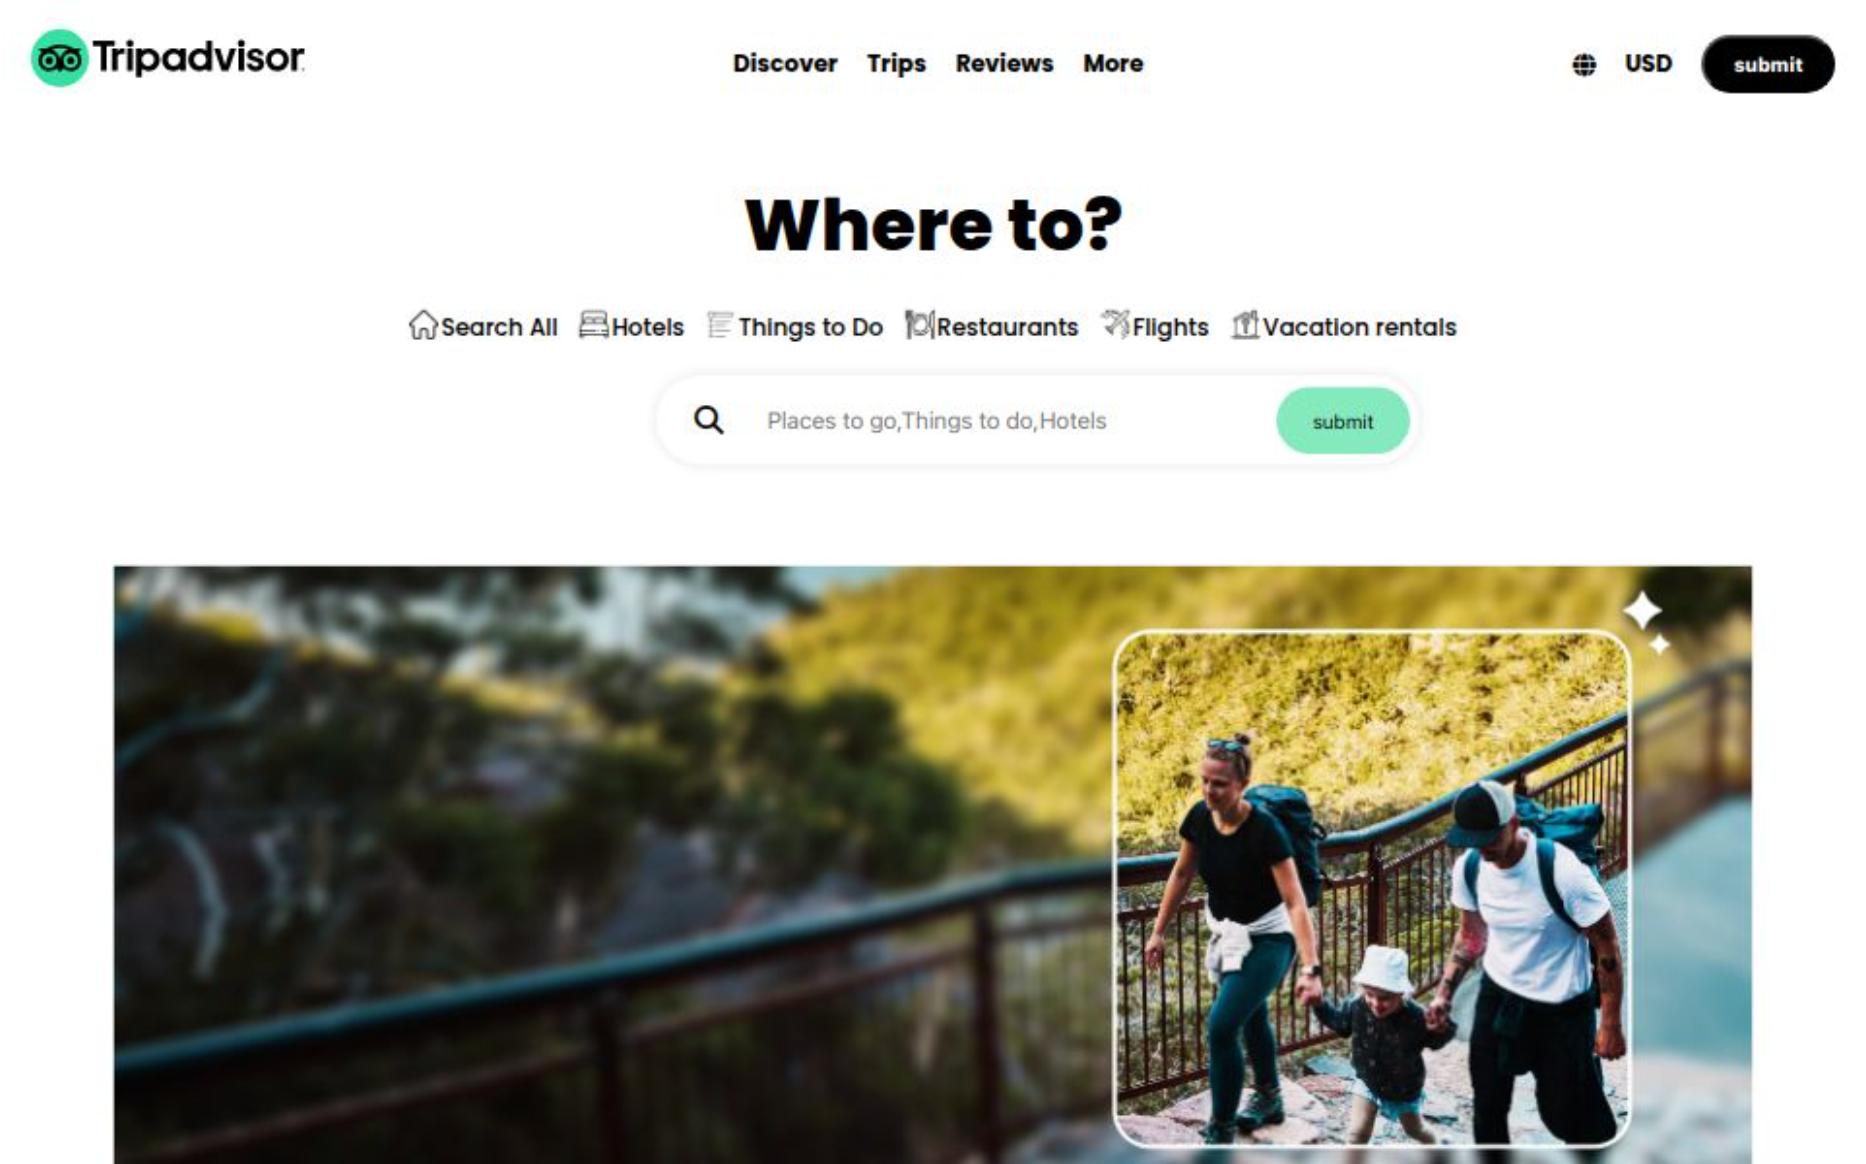 Tripadvisor
Discover Trips Reviews More
USD submit
Where to?
Search All Hotels Things to Do Restaurants Flights Vacation rentals
Places to go,Things to do,Hotels submit